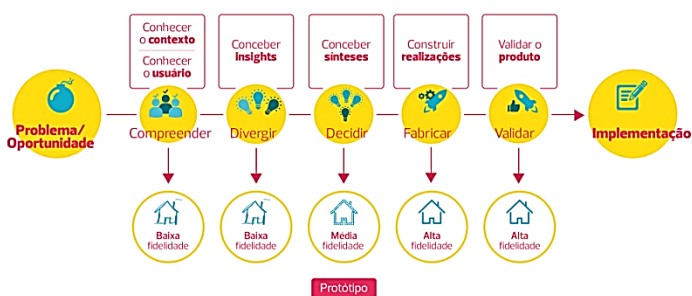 Conhecer
o contexto
Conhecer
o usuário
Conceber
insights
Conceber
sínteses
Construir
realizações
Validar o
produto
Problema/
Oportunidade
Compreender
Divergir
Decidir
Fabricar
Validar
Implementação
Baixa
fidelidade
Baixa
fidelidade
Média
fidelidade
Alta
fidelidade
Alta
fidelidade
Protótipo